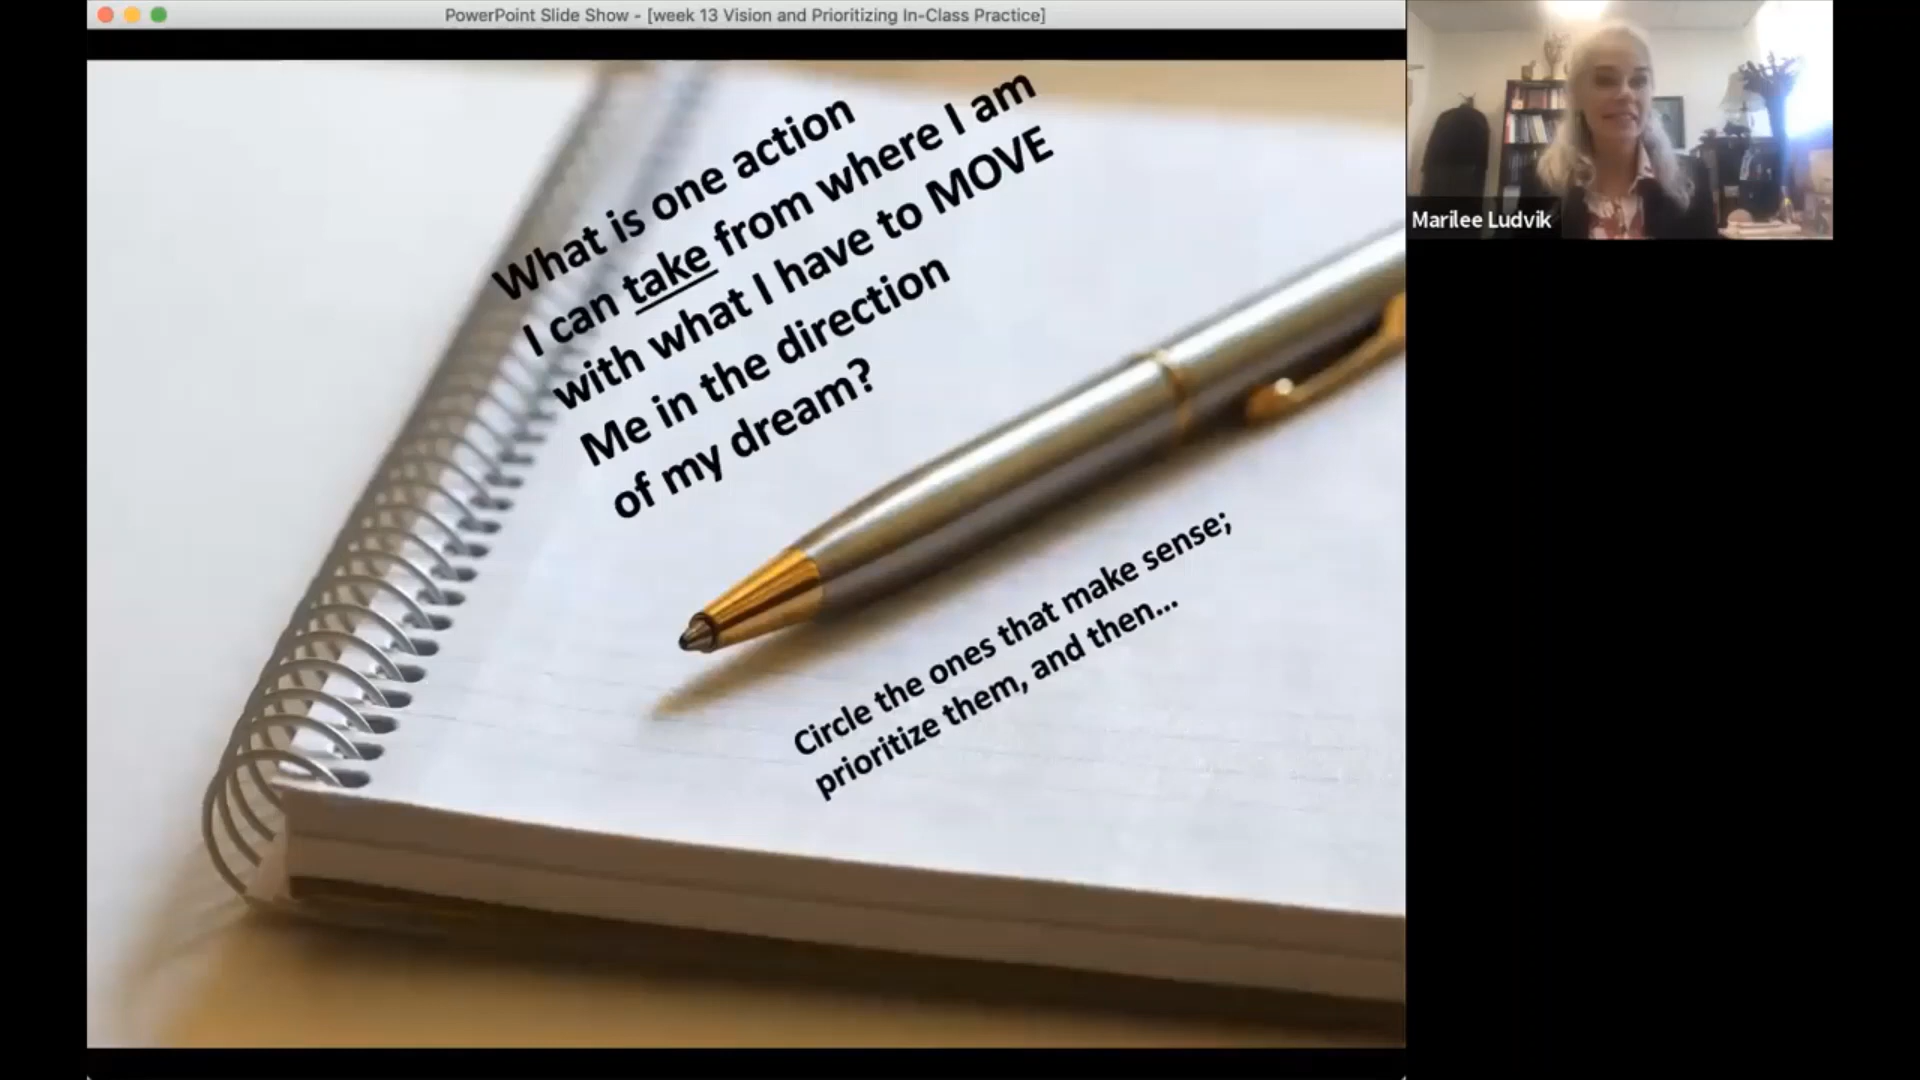 PowerPoint Slide Show - [week 13 Vision and Prioritizing In-Class Practice]
What is one action
I can take from where I am
with what I have to MOVE
Me in the direction
of my dream?
Circle the ones that make sense;
prioritize them, and then...
Marilee Ludvik